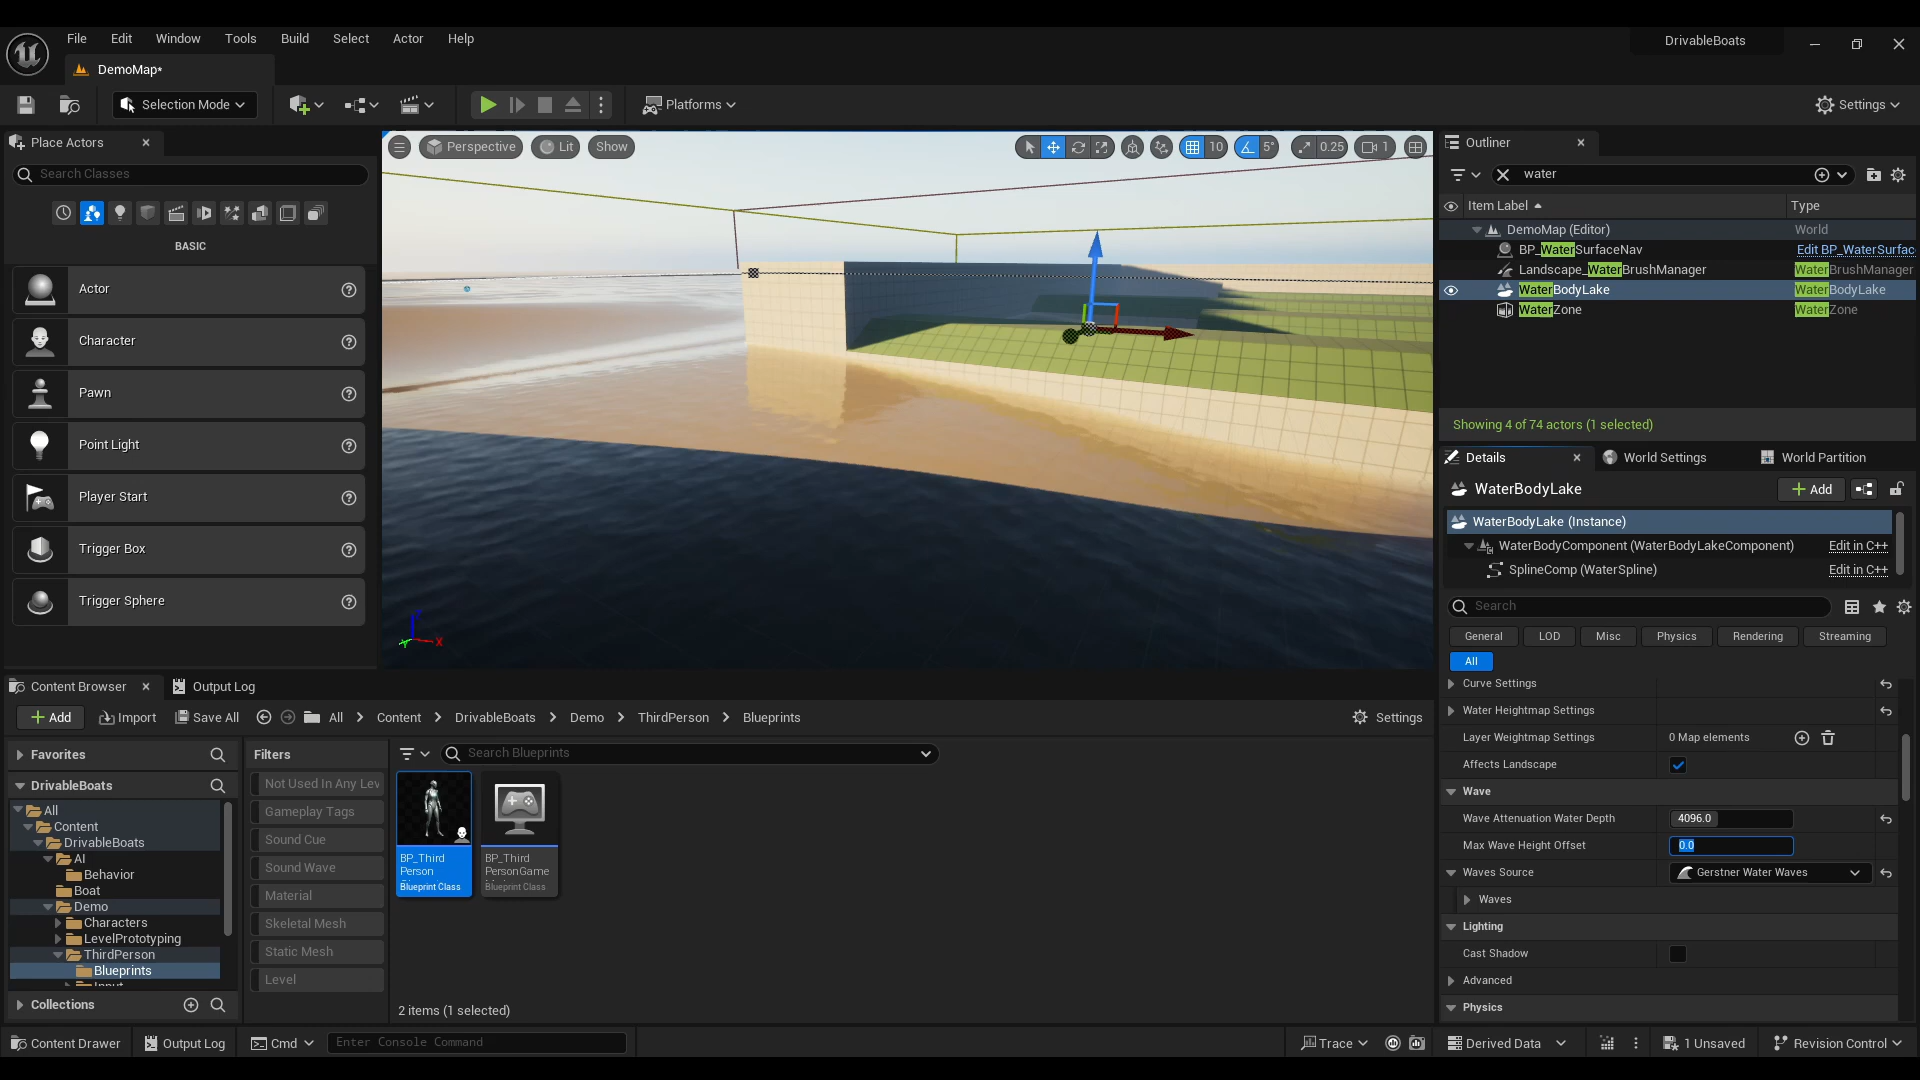 File Edit Window Tools Build Select Actor Help
DrivableBoats
DemoMap*
Selection Mode
Platforms
Settings
Place Actors
Search Classes
BASIC
Actor
Character
Pawn
Point Light
Player Start
Trigger Box
Trigger Sphere
Perspective Lit Show
10 5° 0.25 1
X
Outliner
water
Item Label Type
DemoMap (Editor) World
BP_WaterSurfaceNav Edit BP_WaterSurfac
Landscape_WaterBrushManager WaterBrushManager
WaterBodyLake WaterBodyLake
WaterZone WaterZone
Showing 4 of 74 actors (1 selected)
Details World Settings World Partition
WaterBodyLake
Add
WaterBodyLake (Instance)
WaterBodyComponent (WaterBodyLakeComponent) Edit in C++
SplineComp (WaterSpline) Edit in C++
Search
General LOD Misc Physics Rendering Streaming
All
Curve Settings
Water Heightmap Settings
Layer Weightmap Settings 0 Map elements
Affects Landscape
Wave
Wave Attenuation Water Depth 4096.0
Max Wave Height Offset 0.0
Waves Source Gerstner Water Waves
Waves
Lighting
Cast Shadow
Advanced
Physics
Content Browser Output Log
Add Import Save All All Content DrivableBoats Demo ThirdPerson Blueprints Settings
Favorites
DrivableBoats
All
Content
DrivableBoats
AI
Behavior
Boat
Demo
Characters
LevelPrototyping
ThirdPerson
Blueprints
Input
Collections
Filters
Not Used In Any Lev
Gameplay Tags
Sound Cue
Sound Wave
Material
Skeletal Mesh
Static Mesh
Level
Search Blueprints
BP_Third
Person
Blueprint Class
BP_Third
PersonGame
Blueprint Class
2 items (1 selected)
Content Drawer Output Log Cmd Enter Console Command Trace Derived Data 1 Unsaved Revision Control